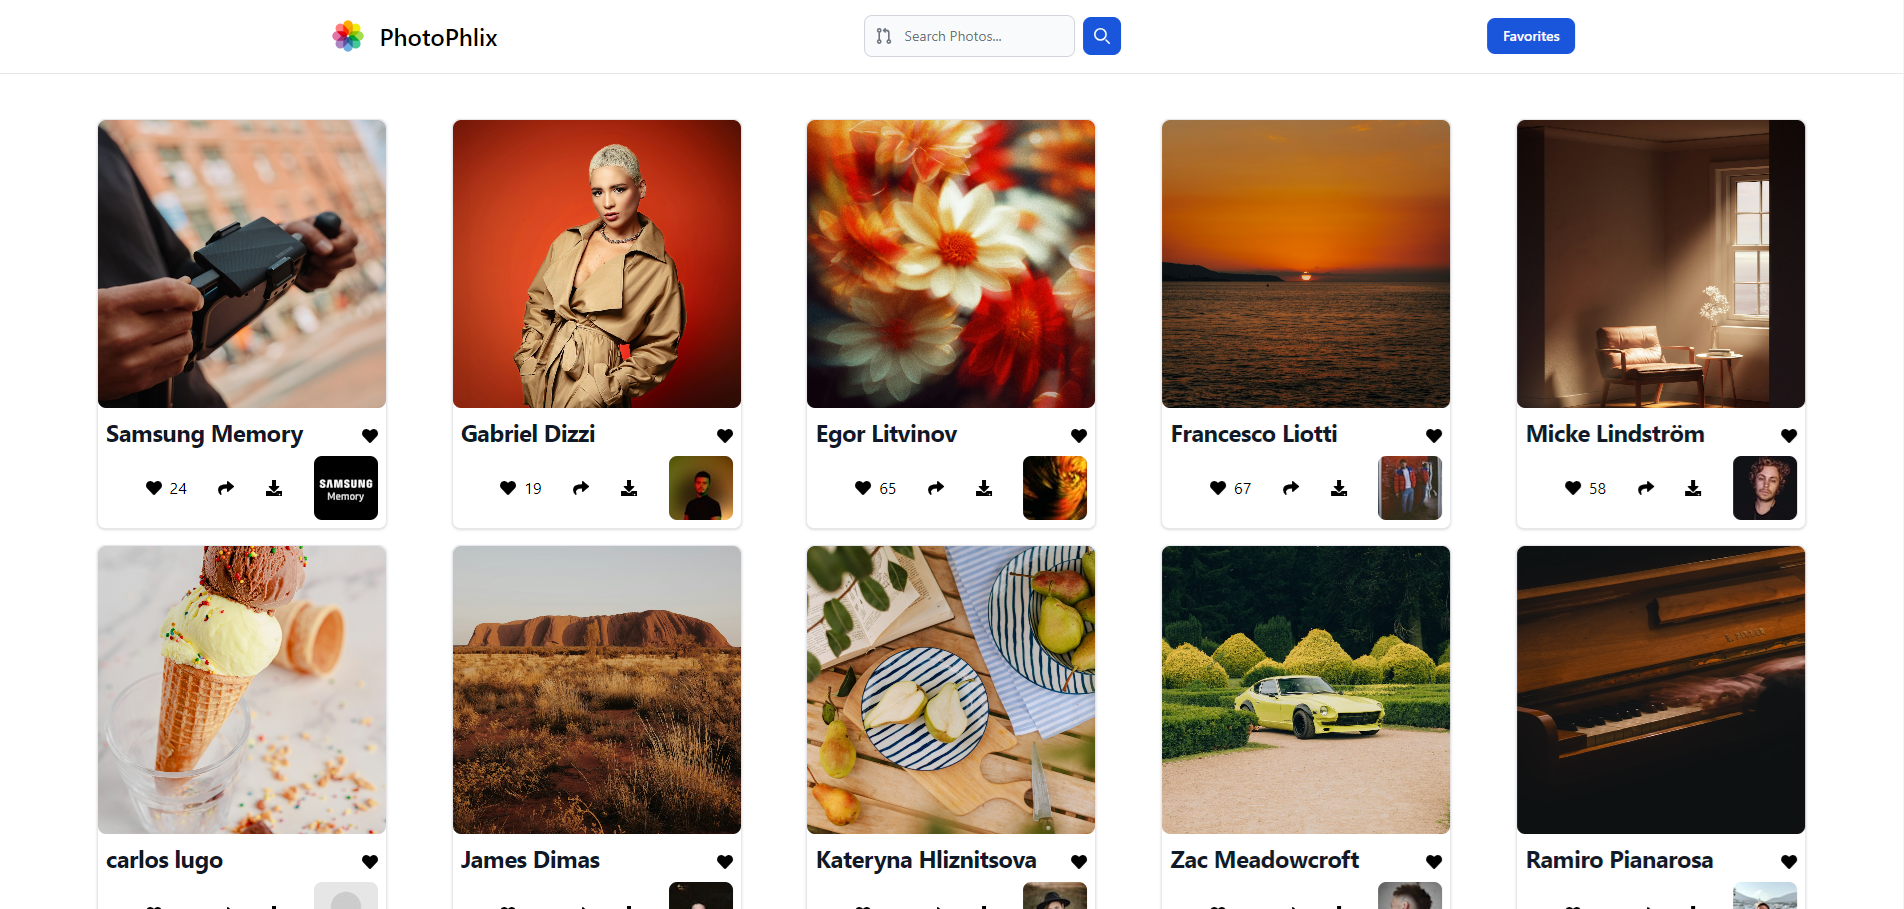 PhotoPhlix
Search Photos...
Favorites
Samsung Memory
Gabriel Dizzi
Egor Litvinov
Francesco Liotti
Micke Lindström
24
SAMSUNG
Memory
19
65
67
58
carlos lugo
James Dimas
Kateryna Hliznitsova
Zac Meadowcroft
Ramiro Pianarosa